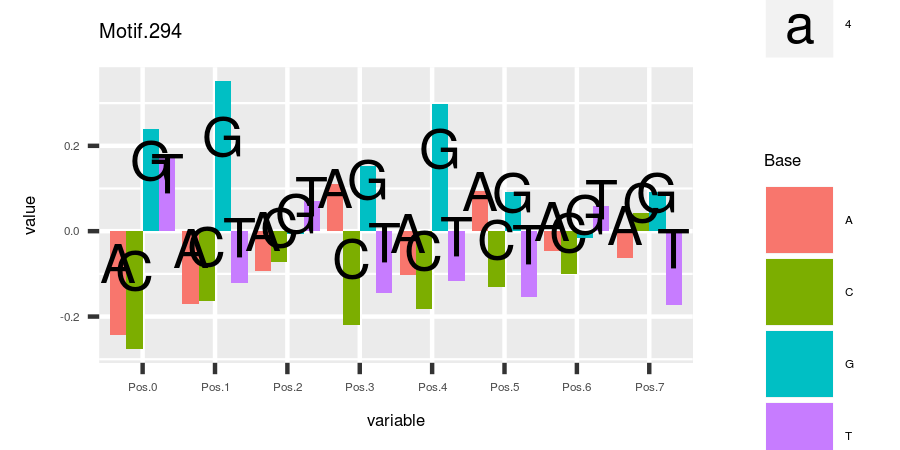 Motif.294
a 4
Base
A
C
G
T
value
0.2
0.0
-0.2
A C G T A C G T A C G T A C G T A C G T A C G T A C G T A C G T
Pos.0 Pos.1 Pos.2 Pos.3 Pos.4 Pos.5 Pos.6 Pos.7
variable